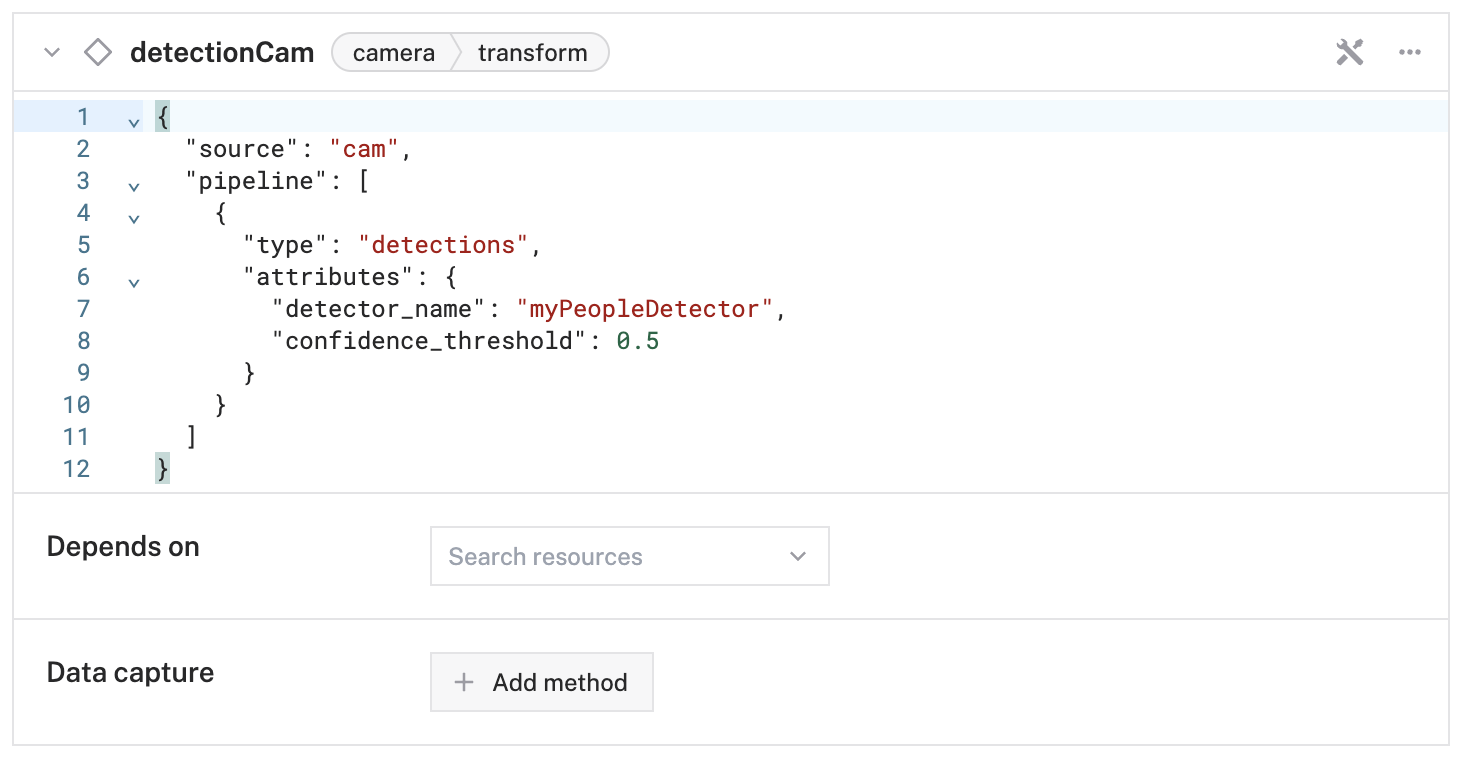 detectionCam camera transform
1 {
2 "source": "cam",
3 "pipeline": [
4 {
5 "type": "detections",
6 "attributes": {
7 "detector_name": "myPeopleDetector",
8 "confidence_threshold": 0.5
9 }
10 }
11 ]
12 }
Depends on Search resources
Data capture + Add method